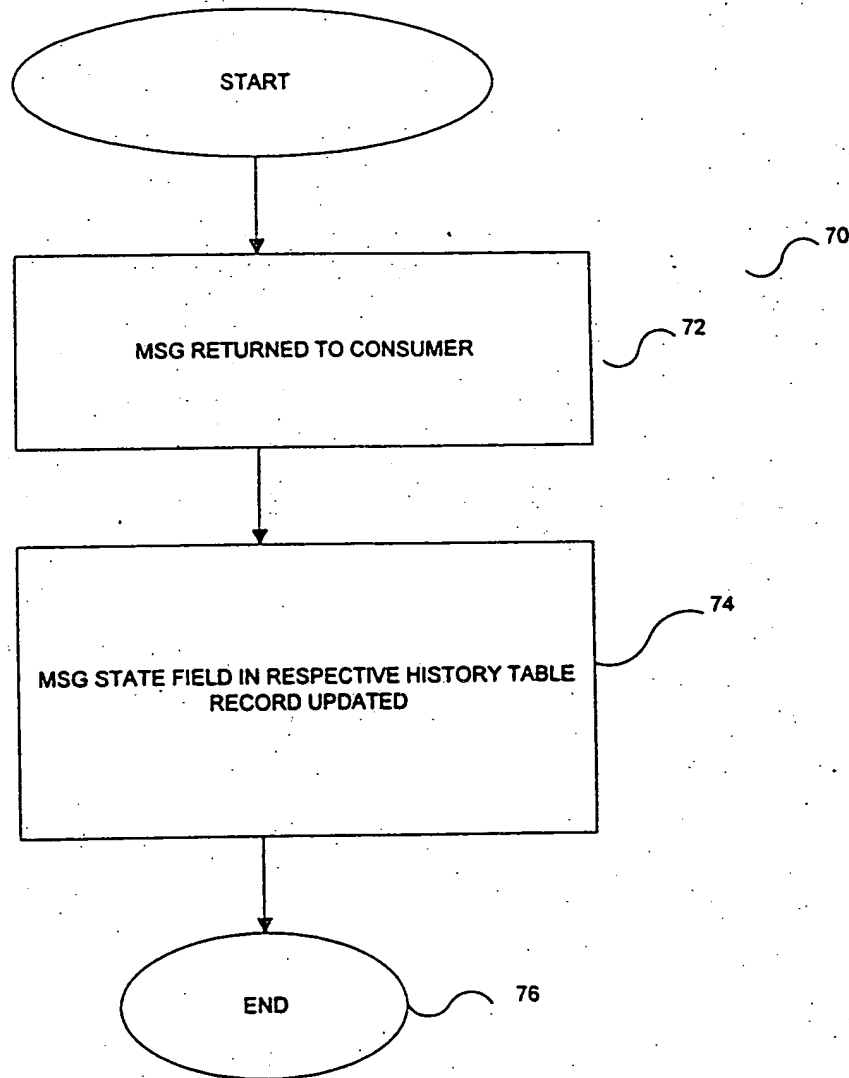 START
70
MSG RETURNED TO CONSUMER
72
MSG STATE FIELD IN RESPECTIVE HISTORY TABLE
RECORD UPDATED
74
END
76